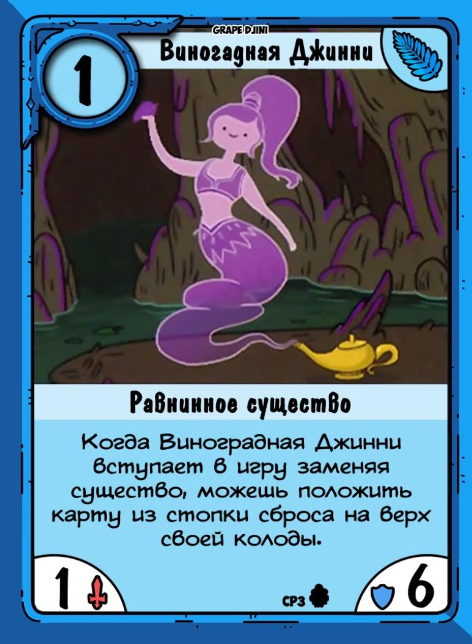 GRAPE DJINI
1
Виногадная Джинни
Равнинное существо
Когда Виноградная Джинни
вступает в игру заменяя
существо, можешь положить
карту из стопки сброса на верх
своей колоды.
1
CP3
6